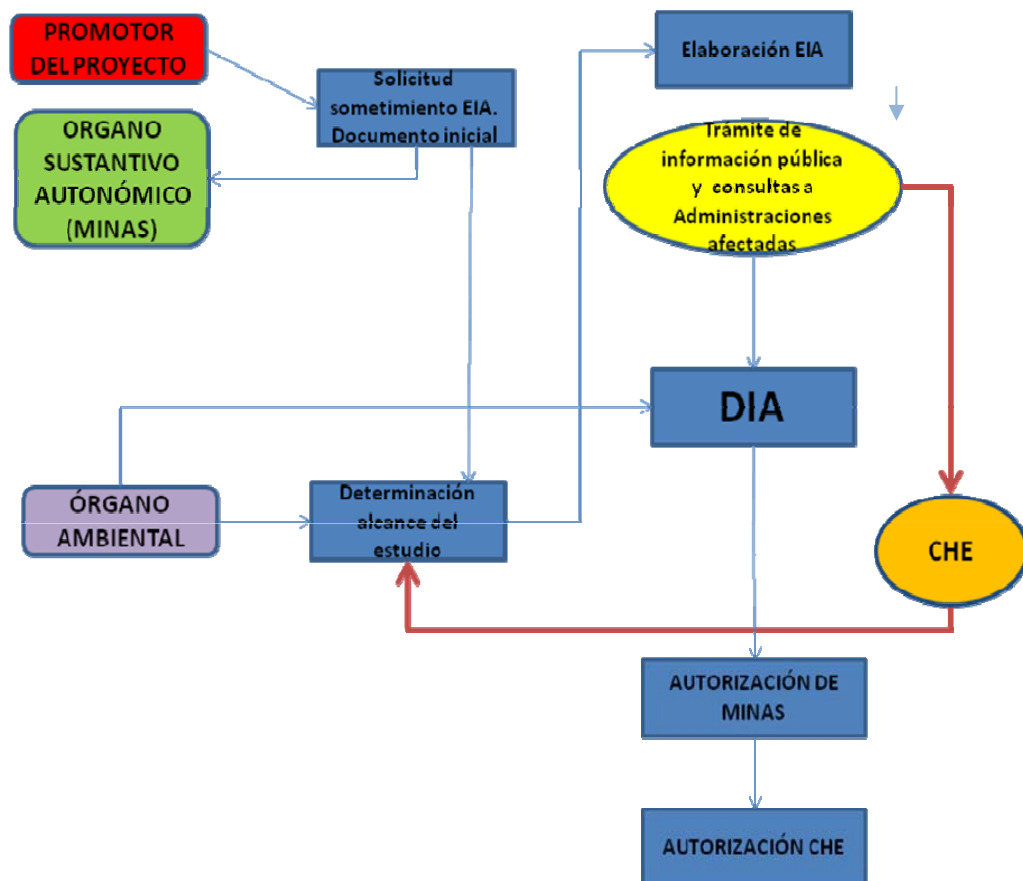 PROMOTOR
DEL PROYECTO
Solicitud
sometimiento EIA.
Documento inicial
Elaboración EIA
ORGANO
SUSTANTIVO
AUTONÓMICO
(MINAS)
Trámite de
información pública
y consultas a
Administraciones
afectadas
DIA
ÓRGANO
AMBIENTAL
Determinación
alcance del
estudio
CHE
AUTORIZACIÓN DE
MINAS
AUTORIZACIÓN CHE